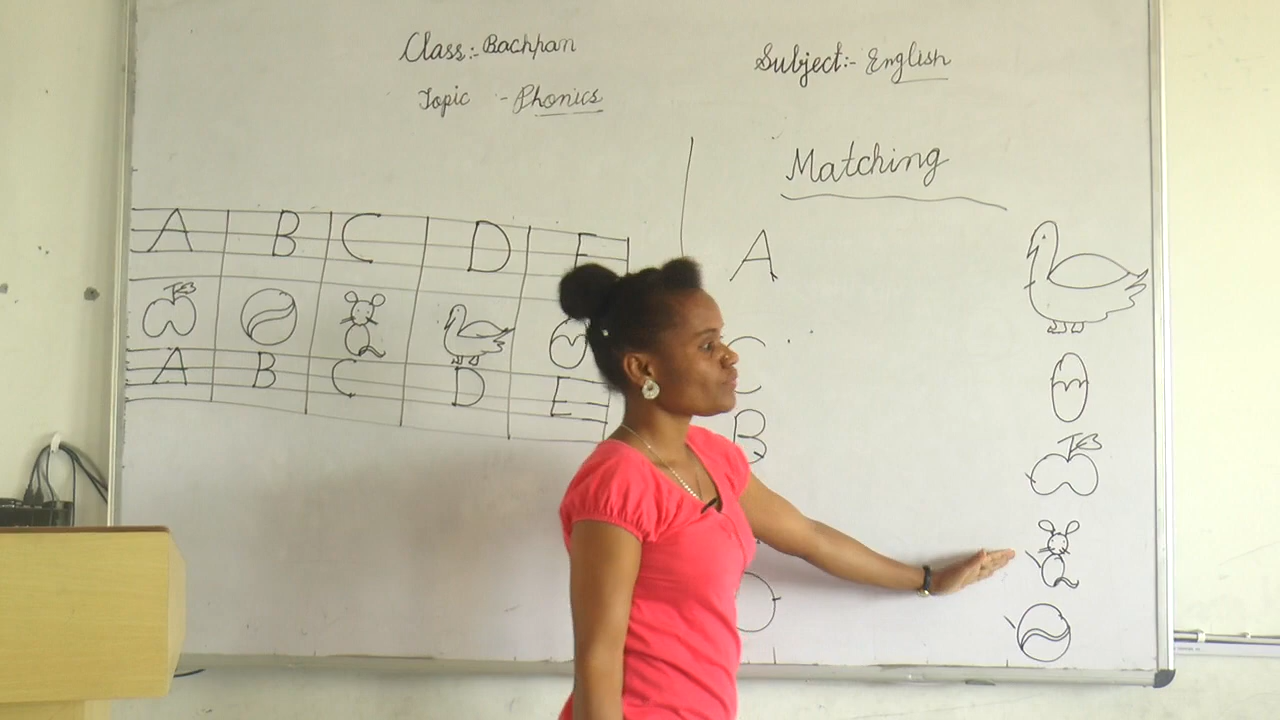 Class:- Bachpan
Subject:- English
Topic :- Phonics
Matching
A B C D E
A B C D E
A
C
B
D